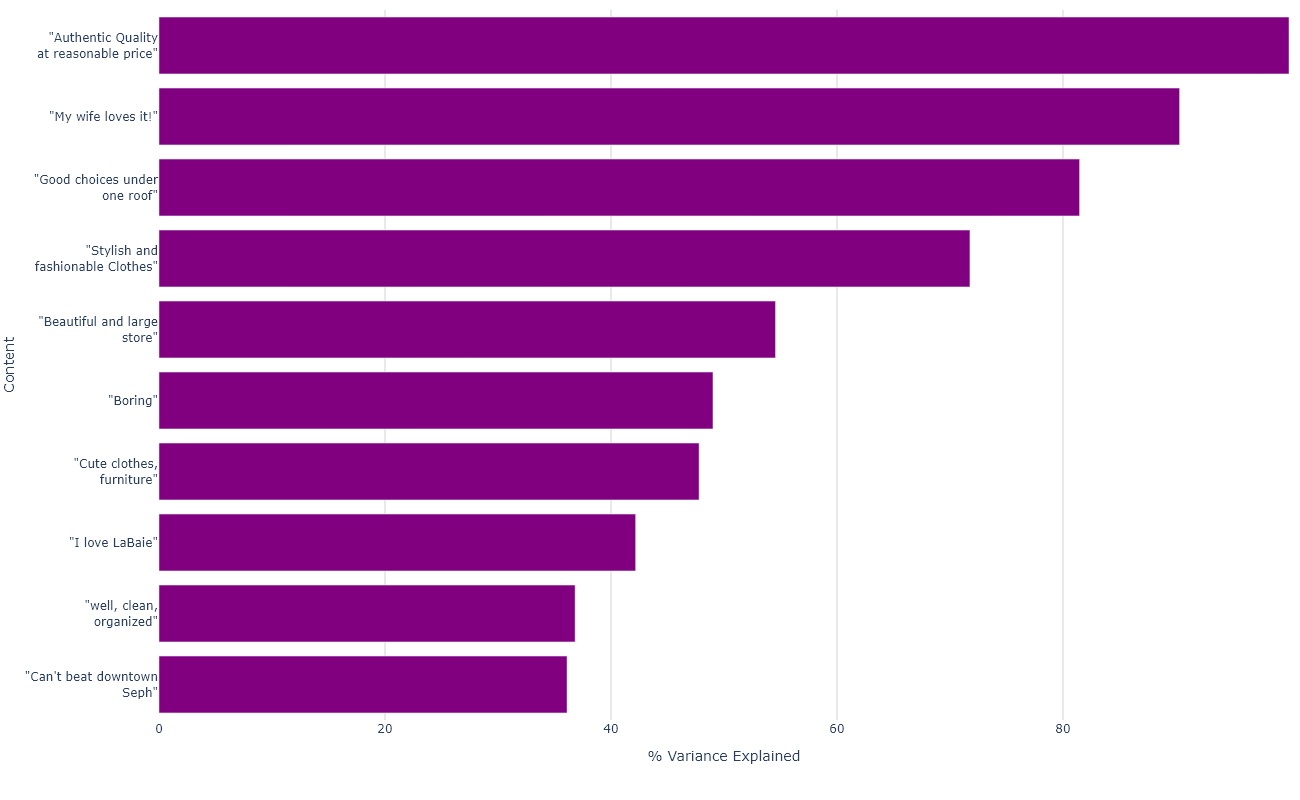 "Authentic Quality
at reasonable price"
"My wife loves it!"
"Good choices under
one roof"
"Stylish and
fashionable Clothes"
"Beautiful and large
store"
"Boring"
"Cute clothes,
furniture"
"I love LaBaie"
"well, clean,
organized"
"Can't beat downtown
Seph"
Content
0 20 40 60 80
% Variance Explained